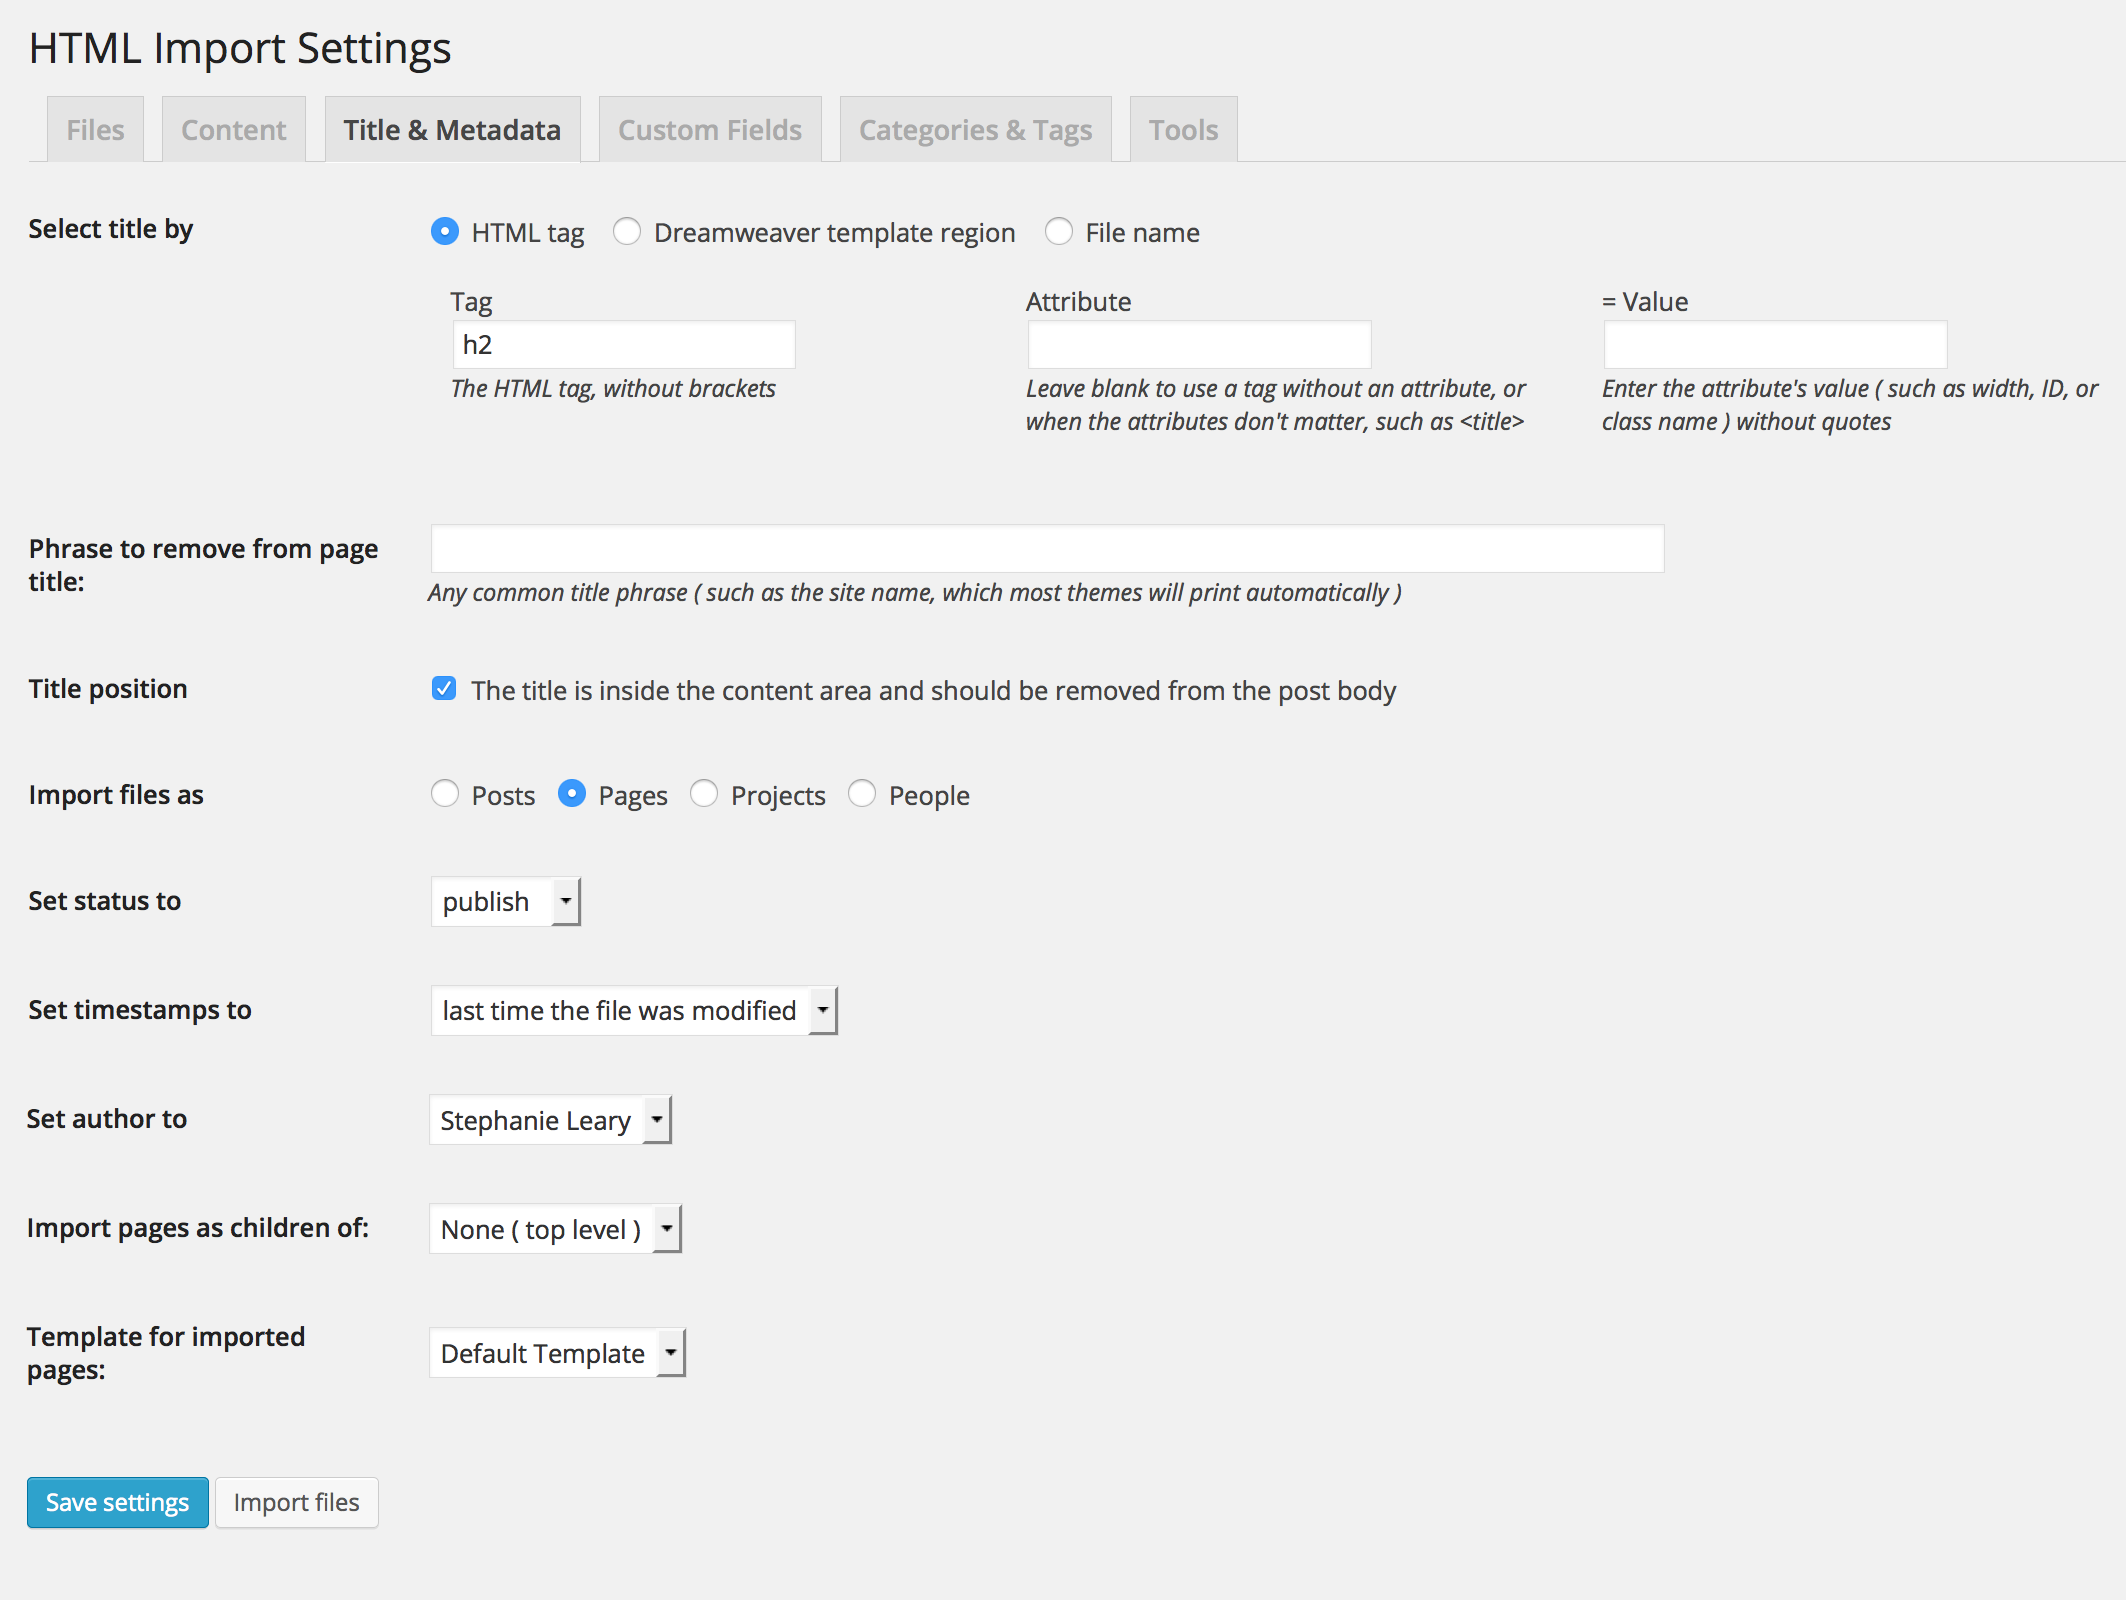 HTML Import Settings
Files Content Title & Metadata Custom Fields Categories & Tags Tools
Select title by
HTML tag Dreamweaver template region File name
Tag Attribute = Value
h2
The HTML tag, without brackets
Leave blank to use a tag without an attribute, or
when the attributes don't matter, such as <title>
Enter the attribute's value ( such as width, ID, or
class name ) without quotes
Phrase to remove from page
title:
Any common title phrase ( such as the site name, which most themes will print automatically )
Title position
The title is inside the content area and should be removed from the post body
Import files as
Posts Pages Projects People
Set status to
publish
Set timestamps to
last time the file was modified
Set author to
Stephanie Leary
Import pages as children of:
None ( top level )
Template for imported
pages:
Default Template
Save settings Import files